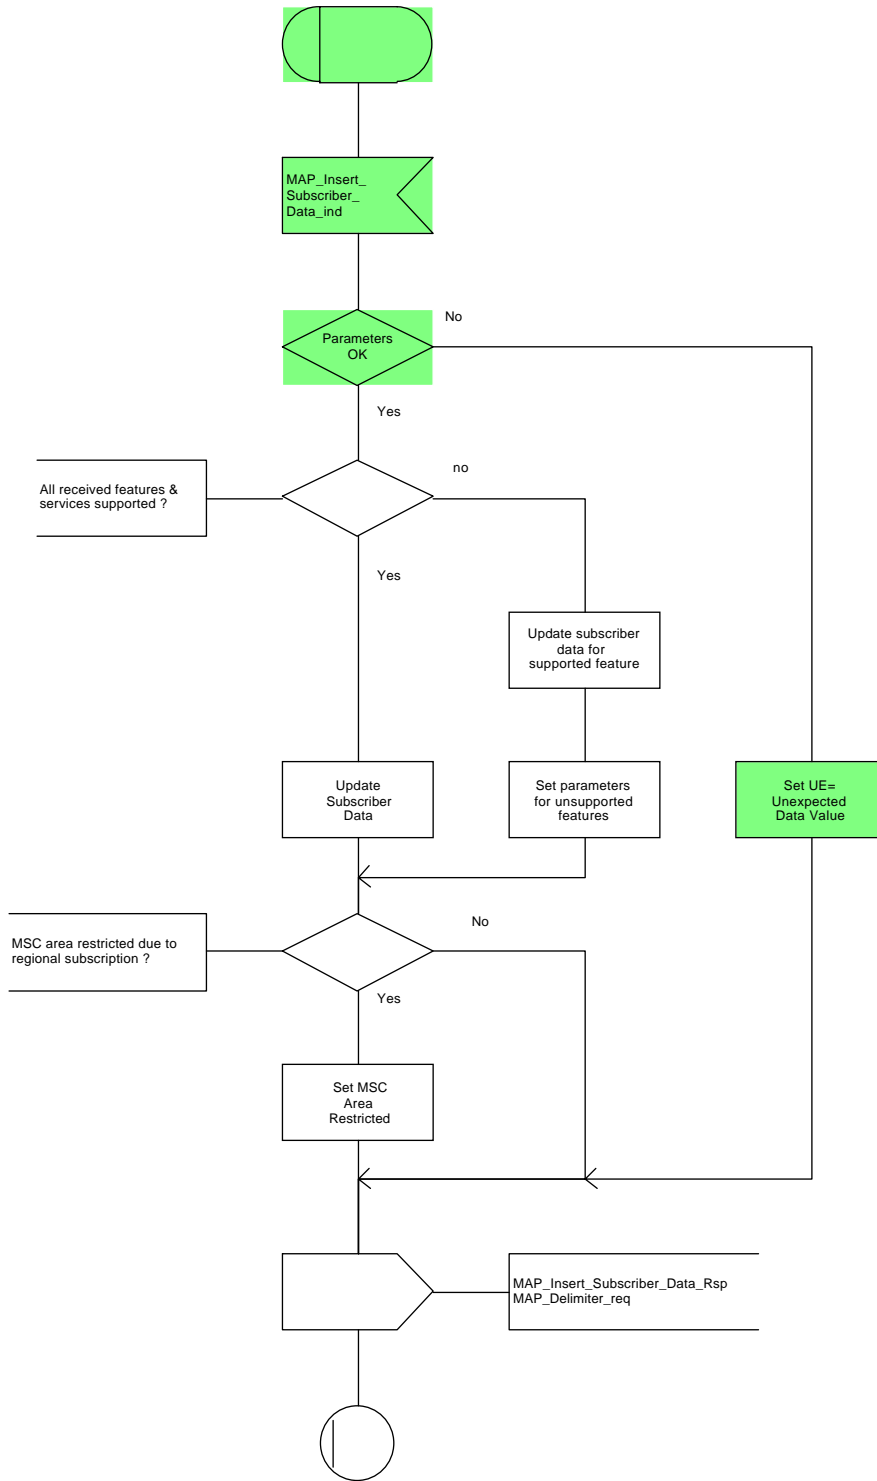 MAP_Insert_
Subscriber_
Data_ind
No
Parameters
OK
Yes
no
All received features &
services supported ?
Yes
Update subscriber
data for
supported feature
Update
Subscriber
Data
Set parameters
for unsupported
features
Set UE=
Unexpected
Data Value
No
MSC area restricted due to
regional subscription ?
Yes
Set MSC
Area
Restricted
MAP_Insert_Subscriber_Data_Rsp
MAP_Delimiter_req